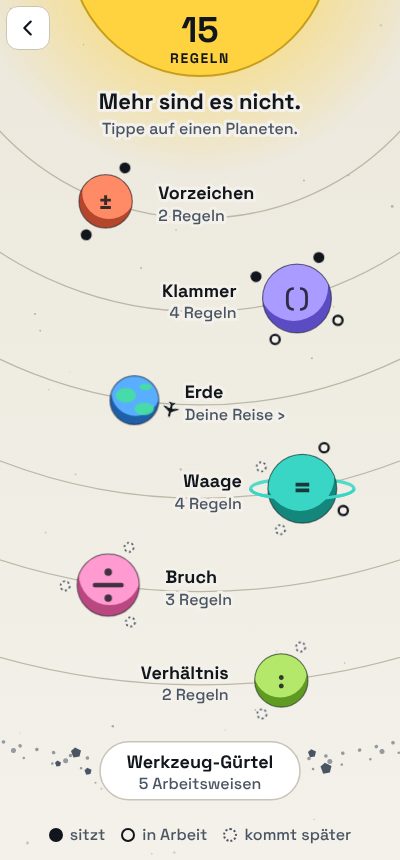 15
REGELN
Mehr sind es nicht.
Tippe auf einen Planeten.
±
Vorzeichen
2 Regeln
Klammer
4 Regeln
()
Erde
Deine Reise >
Waage
4 Regeln
=
÷
Bruch
3 Regeln
Verhältnis
2 Regeln
:
Werkzeug-Gürtel
5 Arbeitsweisen
sitzt in Arbeit kommt später